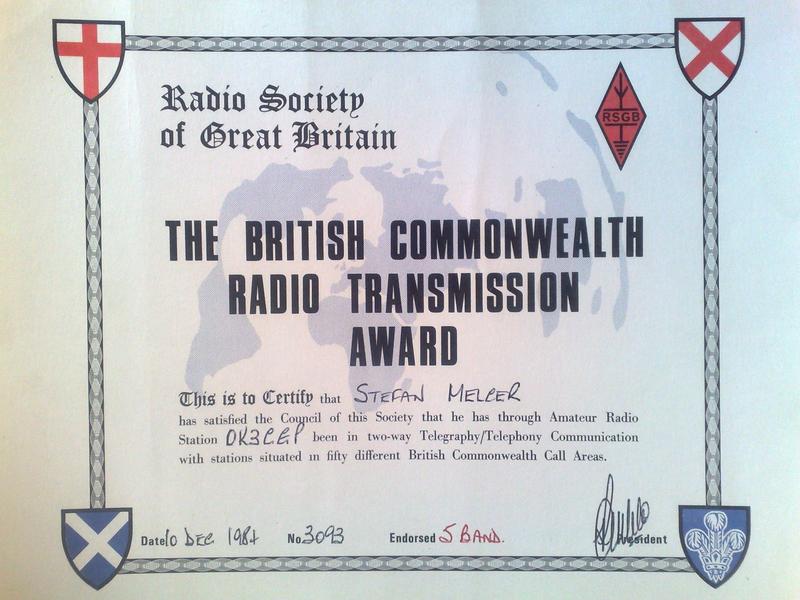 Radio Society
of Great Britain
RSGB
THE BRITISH COMMONWEALTH
RADIO TRANSMISSION
AWARD
This is to Certify that STEFAN MELCER
has satisfied the Council of this Society that he has through Amateur Radio
Station OK3CEP been in two-way Telegraphy/Telephony Communication
with stations situated in fifty different British Commonwealth Call Areas.
Date 10 DEC 1984 No. 3093 Endorsed 5 BAND. President